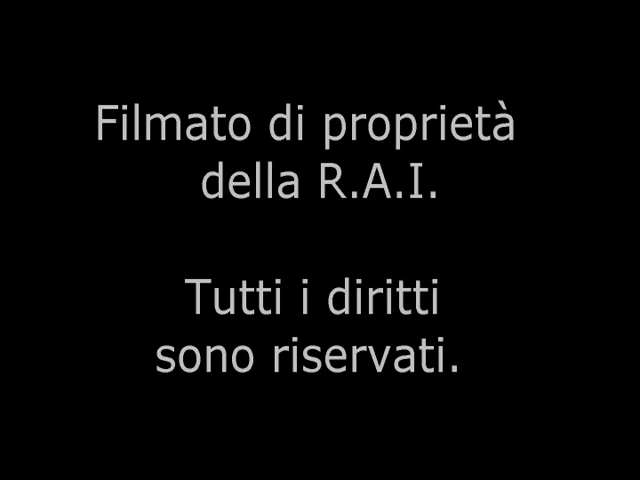 Filmato di proprietà
della R.A.I.
Tutti i diritti
sono riservati.